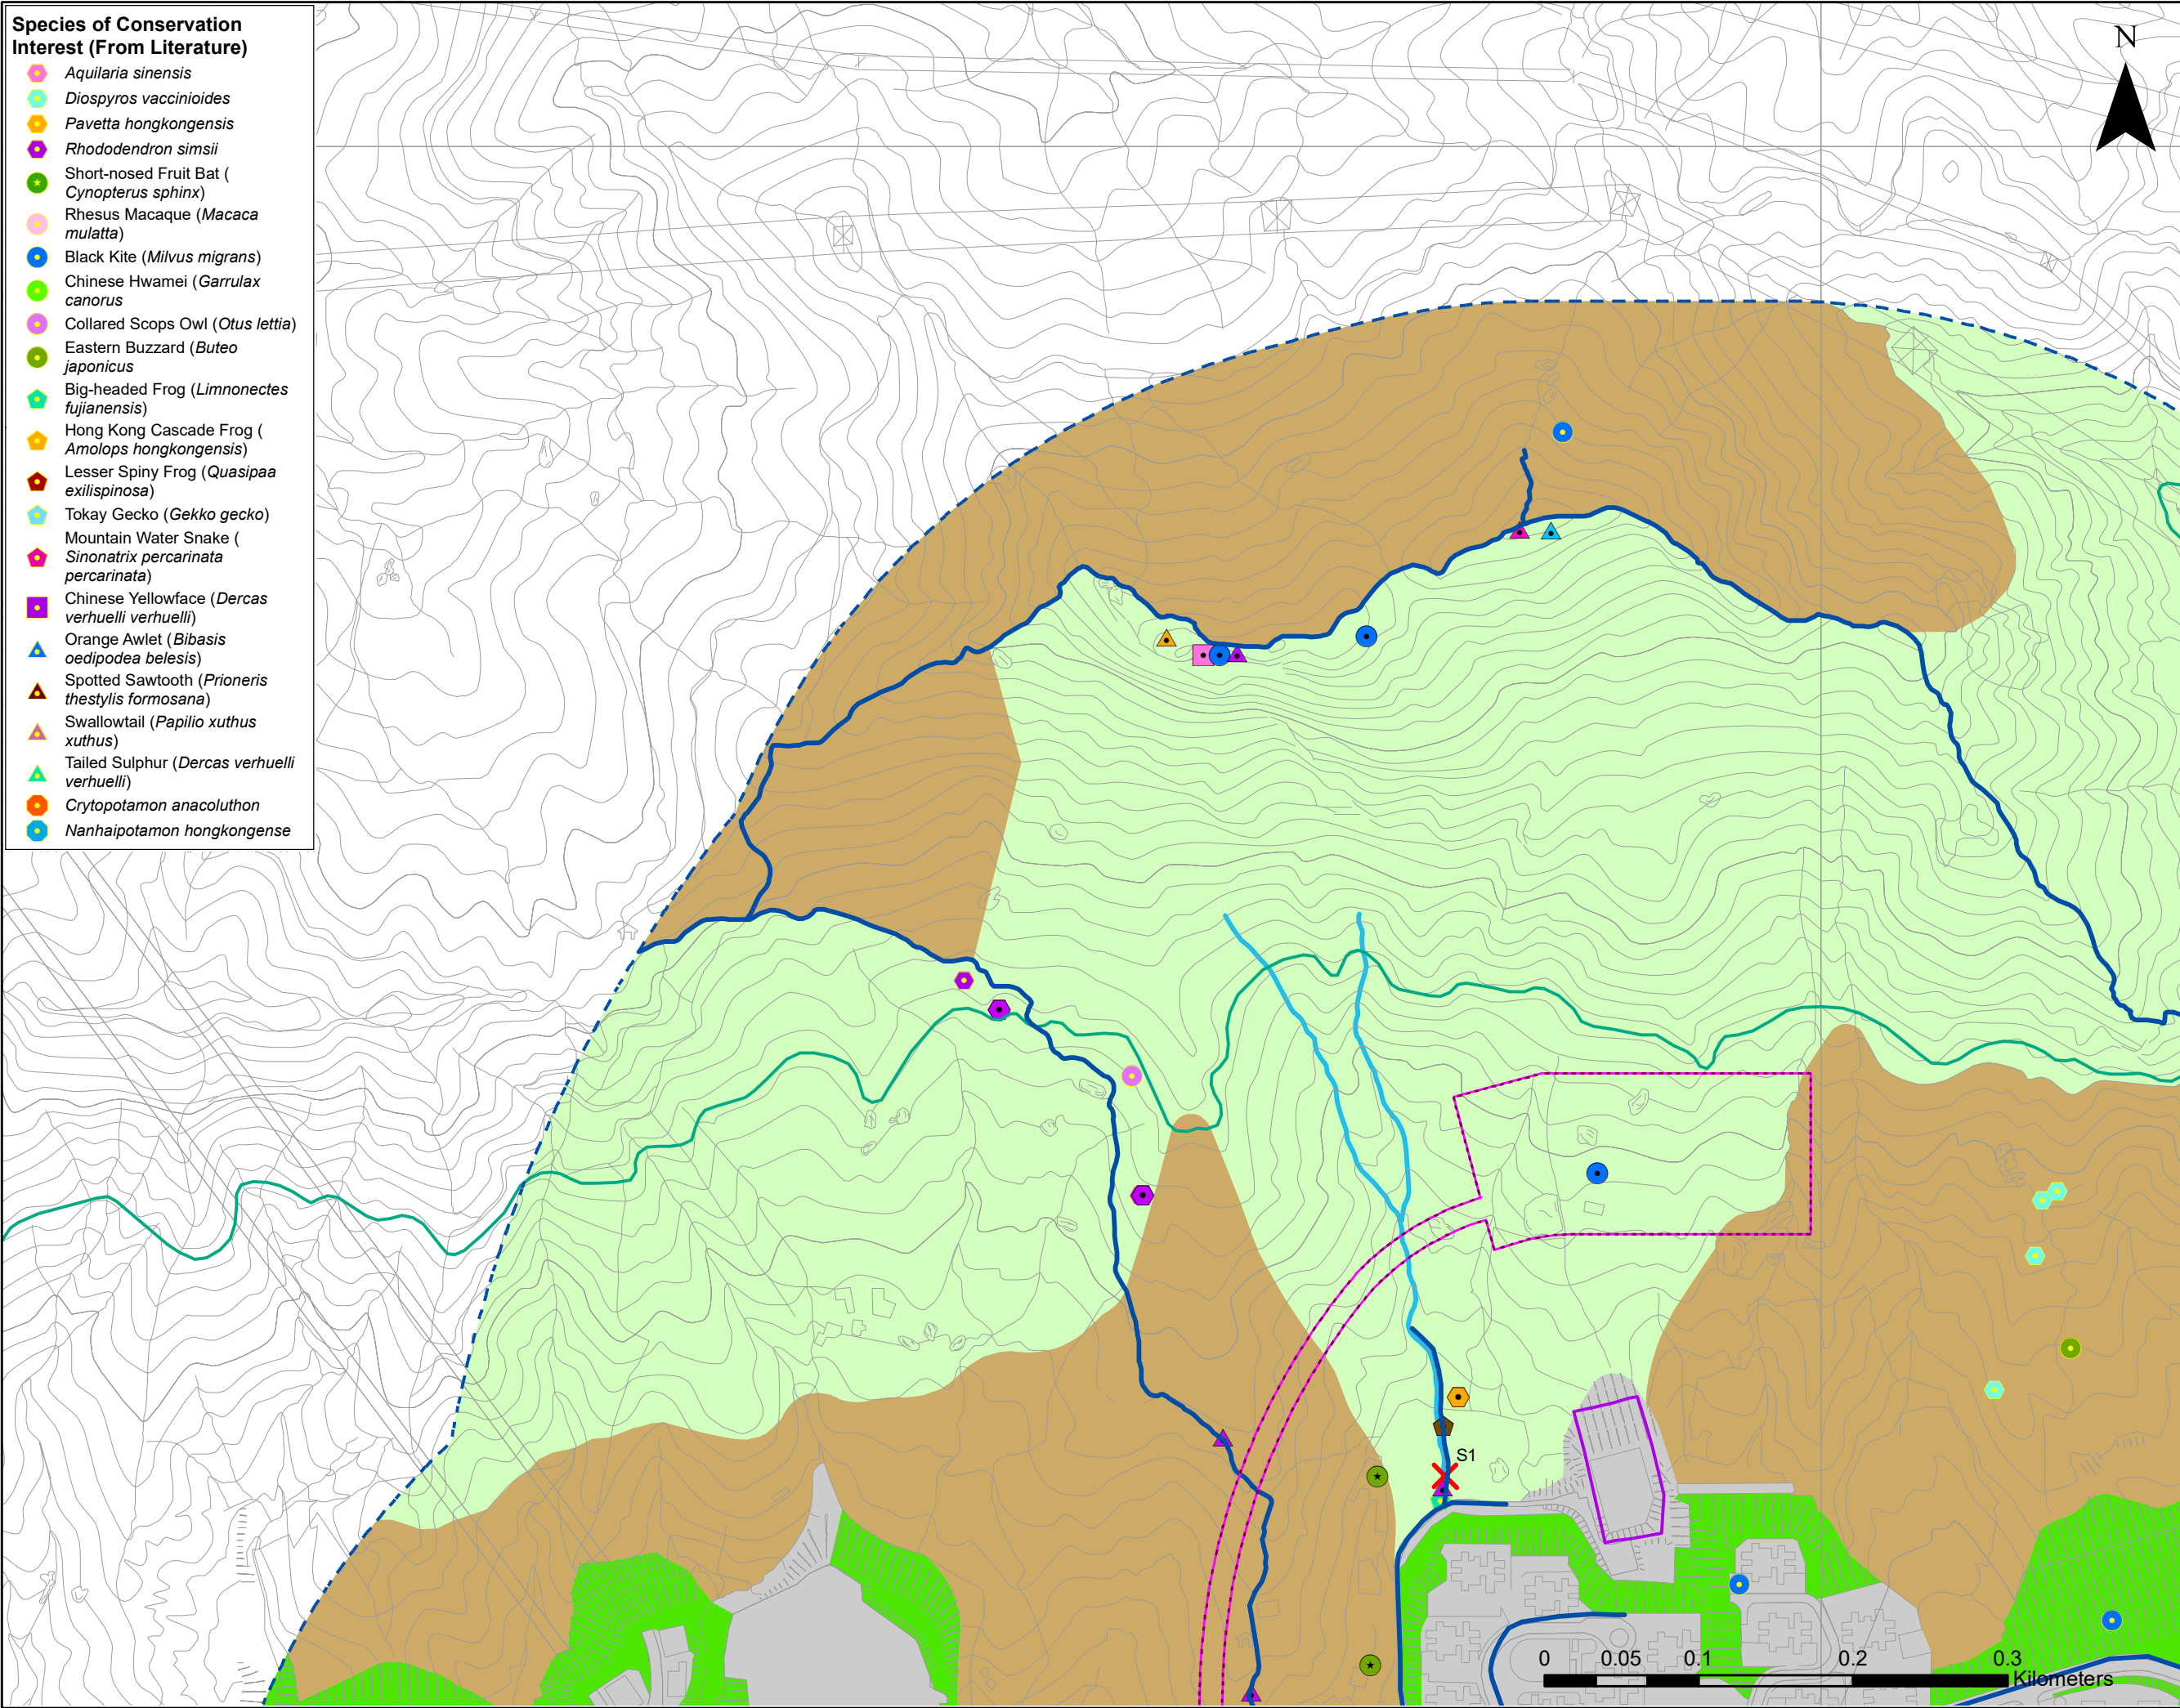 Species of Conservation
Interest (From Literature)
Aquilaria sinensis
Diospyros vaccinioides
Pavetta hongkongensis
Rhododendron simsii
Short-nosed Fruit Bat (
Cynopterus sphinx)
Rhesus Macaque (Macaca
mulatta)
Black Kite (Milvus migrans)
Chinese Hwamei (Garrulax
canorus
Collared Scops Owl (Otus lettia)
Eastern Buzzard (Buteo
japonicus
Big-headed Frog (Limnonectes
fujianensis)
Hong Kong Cascade Frog (
Amolops hongkongensis)
Lesser Spiny Frog (Quasipaa
exilispinosa)
Tokay Gecko (Gekko gecko)
Mountain Water Snake (
Sinonatrix percarinata
percarinata)
Chinese Yellowface (Dercas
verhuelli verhuelli)
Orange Awlet (Bibasis
oedipodea belesis)
Spotted Sawtooth (Prioneris
thestylis formosana)
Swallowtail (Papilio xuthus
xuthus)
Tailed Sulphur (Dercas verhuelli
verhuelli)
Crytopotamon anacoluthon
Nanhaipotamon hongkongense
N
S1
0 0.05 0.1 0.2 0.3
Kilometers